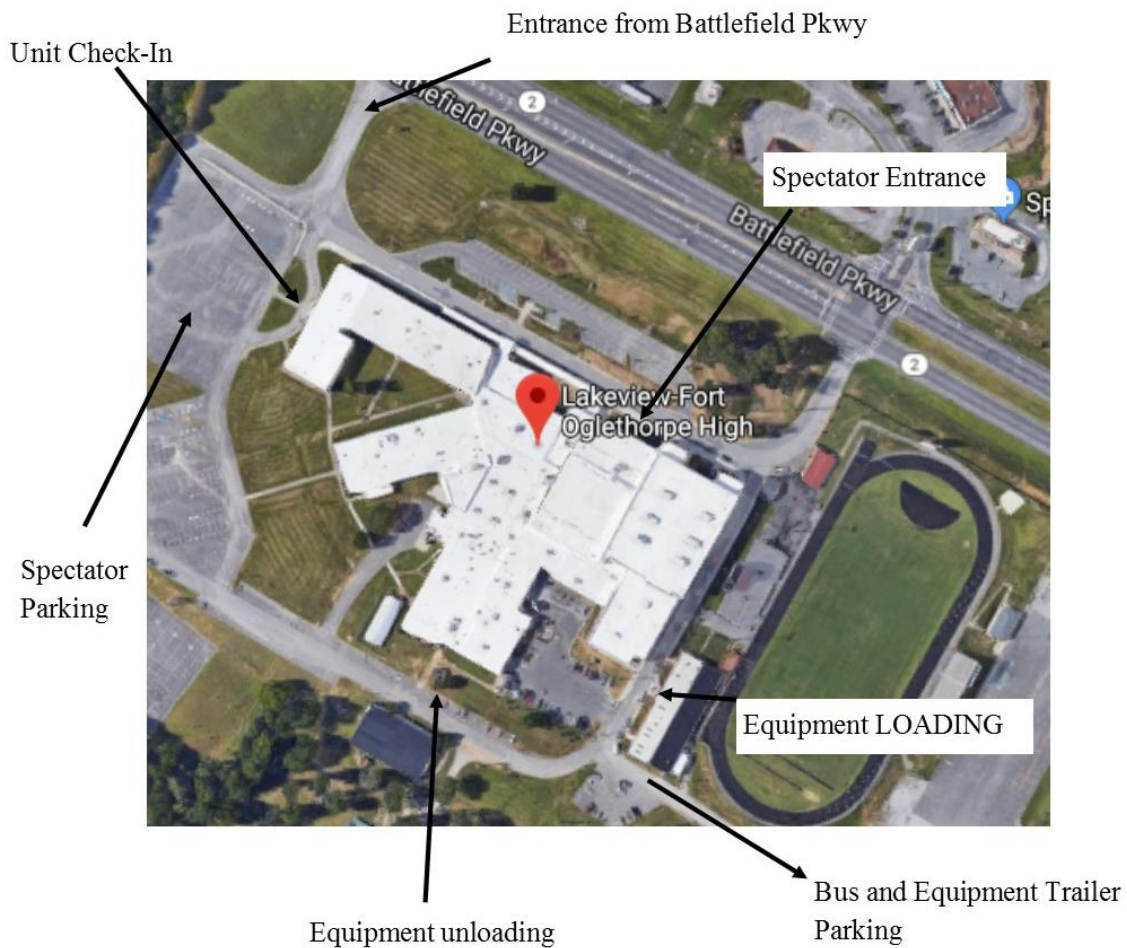 Entrance from Battlefield Pkwy
Unit Check-In
2
Battlefield Pkwy
Spectator Entrance
Battlefield Pkwy
2
Lakeview-Fort
Oglethorpe High
Spectator
Parking
Equipment LOADING
Bus and Equipment Trailer
Parking
Equipment unloading